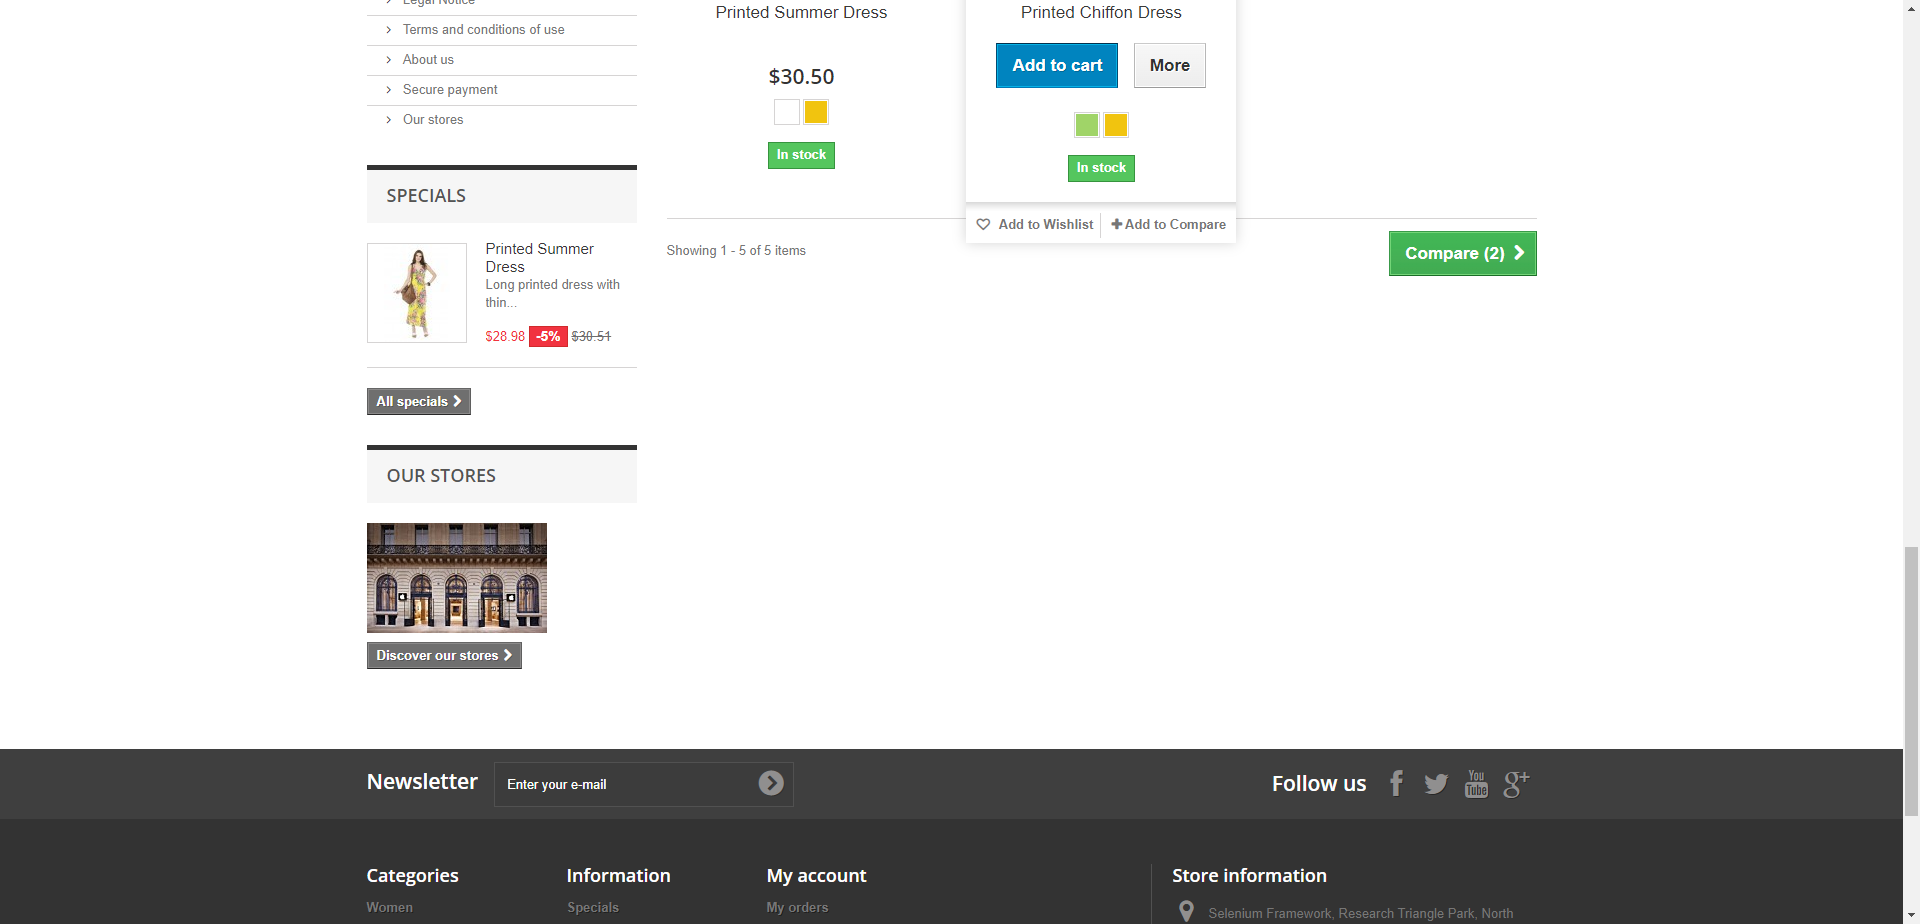 Legal Notice
Terms and conditions of use
About us
Secure payment
Our stores
SPECIALS
Printed Summer
Dress
Long printed dress with
thin...
$28.98 -5% $30.51
All specials
OUR STORES
Discover our stores
Printed Summer Dress
$30.50
In stock
Printed Chiffon Dress
Add to cart More
In stock
Add to Wishlist Add to Compare
Showing 1 - 5 of 5 items
Compare (2)
Newsletter Enter your e-mail
Follow us
You
Tube
g+
Categories
Women
Information
Specials
My account
My orders
Store information
Selenium Framework, Research Triangle Park, North